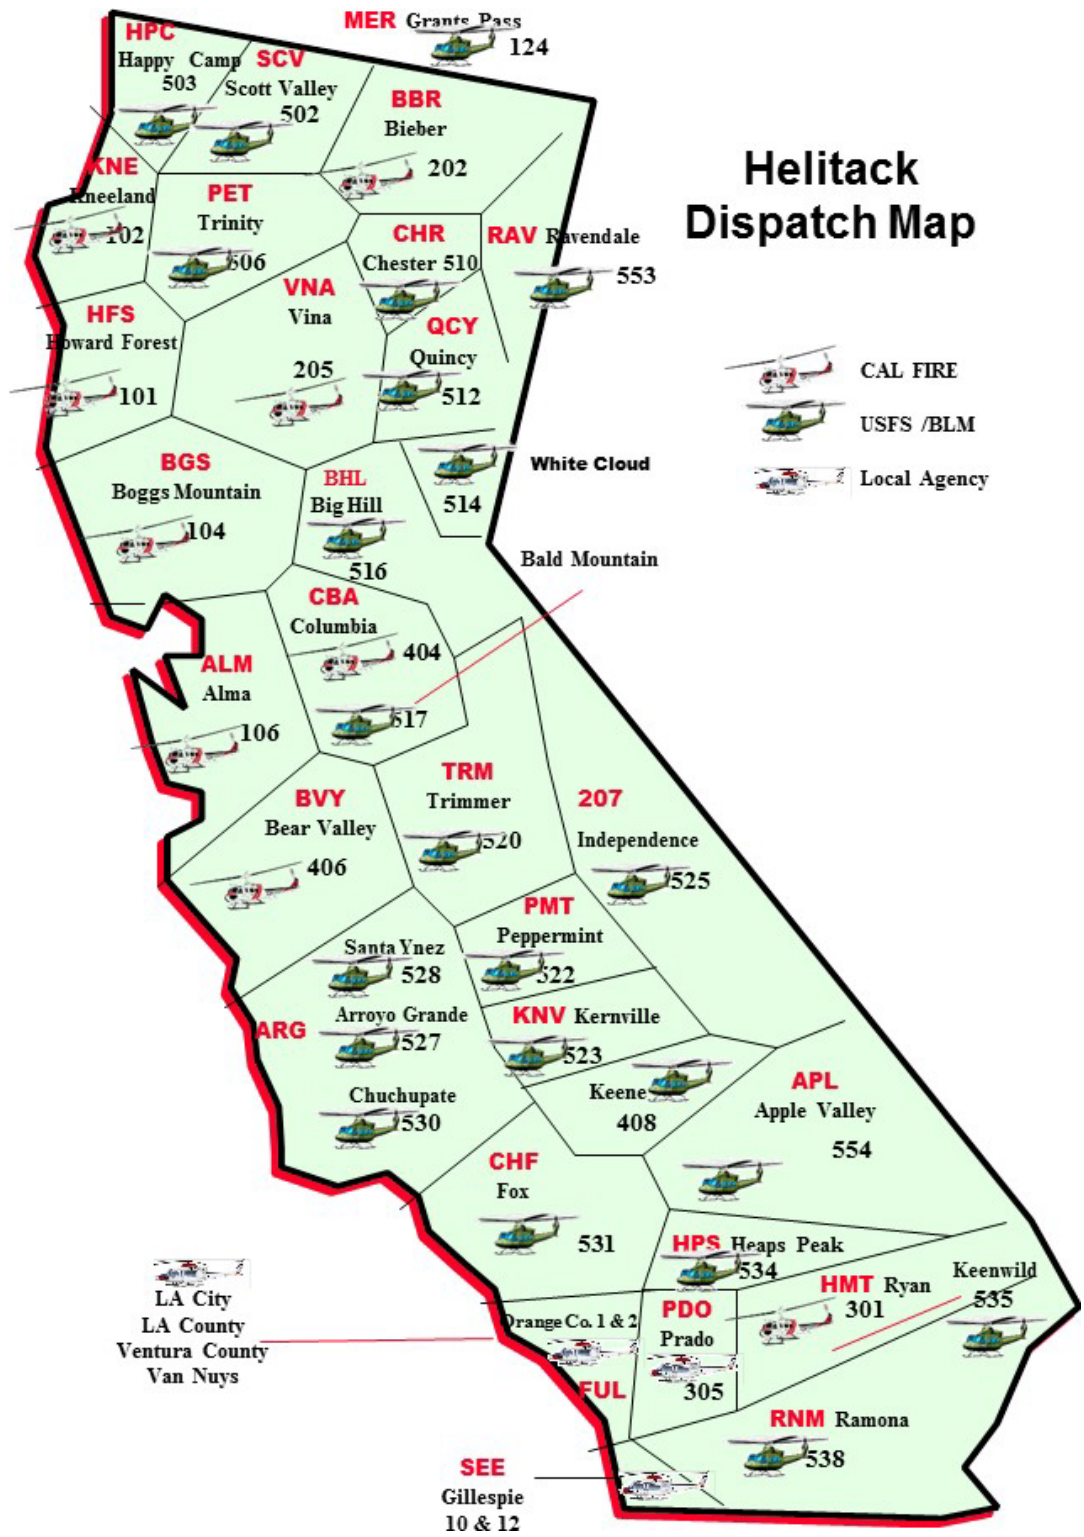 MER Grants Pass
124
HPC
Happy Camp
503
SCV
Scott Valley
502
BBR
Bieber
202
Helitack
Dispatch Map
KNE
Kneeland
102
PET
Trinity
506
CHR
Chester 510
RAV Ravendale
553
VNA
Vina
205
HFS
Howard Forest
101
QCY
Quincy
512
CAL FIRE
USFS /BLM
Local Agency
BGS
Boggs Mountain
104
BHL
Big Hill
516
White Cloud
514
Bald Mountain
CBA
Columbia
404
517
ALM
Alma
106
TRM
Trimmer
520
207
Independence
525
BVY
Bear Valley
406
PMT
Peppermint
522
Santa Ynez
528
ARG
Arroyo Grande
527
KNV Kernville
523
Chuchupate
530
Keene
408
APL
Apple Valley
554
CHF
Fox
531
HPS Heaps Peak
534
HMT Ryan
301
Keenwild
535
LA City
LA County
Ventura County
Van Nuys
Orange Co. 1 & 2
FUL
PDO
Prado
305
RNM Ramona
538
SEE
Gillespie
10 & 12